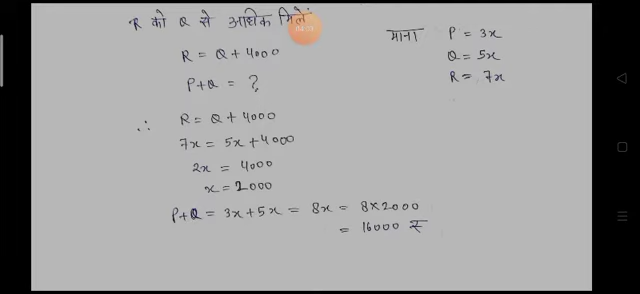 R को Q से अधिक मिलें
R = Q + 4000
P+Q = ?
माना P = 3x
Q = 5x
R = 7x
∴ R = Q + 4000
7x = 5x + 4000
2x = 4000
x = 2000
P+Q = 3x + 5x = 8x = 8×2000
= 16000 ₹